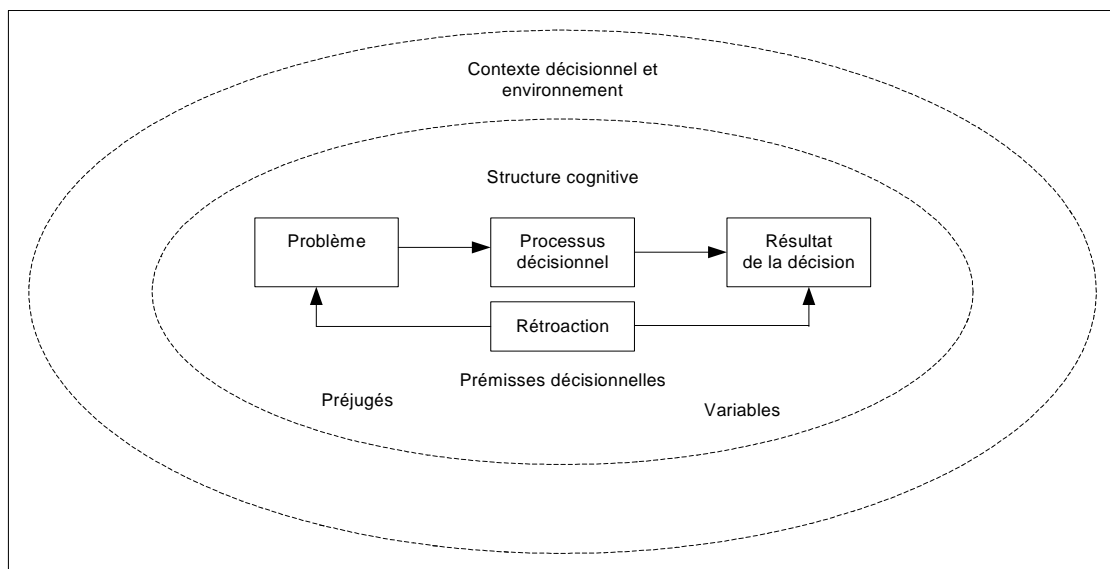 Contexte décisionnel et
environnement
Structure cognitive
Problème
Processus
décisionnel
Résultat
de la décision
Rétroaction
Prémisses décisionnelles
Préjugés
Variables